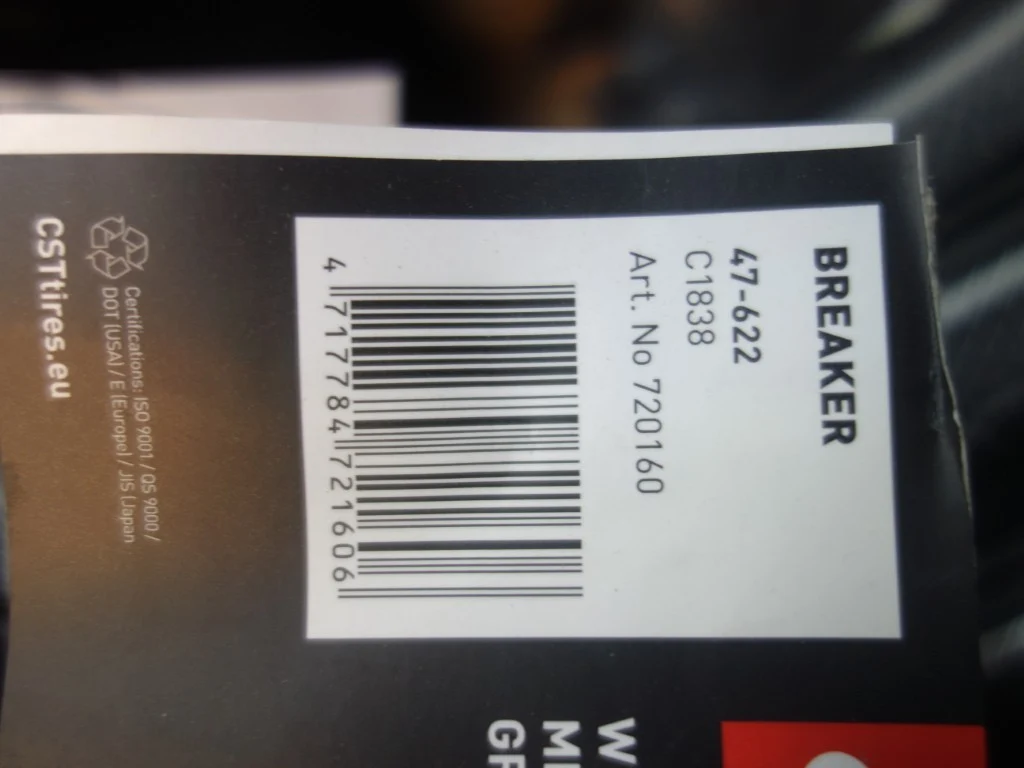 BREAKER
47-622
C1838
Art. No 720160
4 717784 721606
Certifications: ISO 9001 / QS 9000 /
DOT (USA) / E (Europe) / JIS (Japan
CSTtires.eu
W
GR